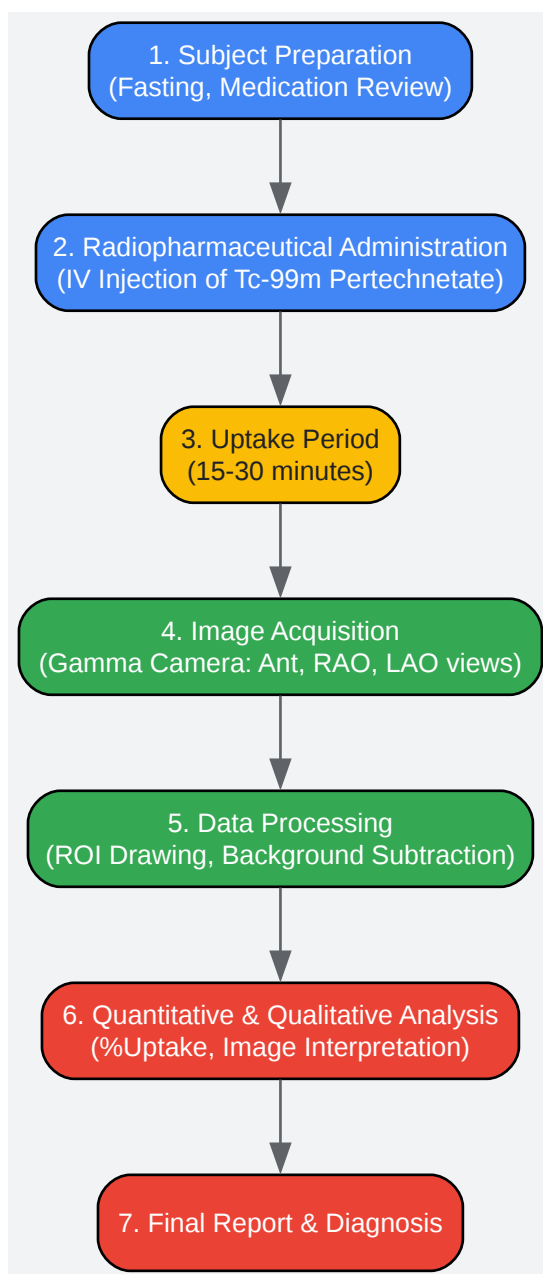 1. Subject Preparation
(Fasting, Medication Review)
2. Radiopharmaceutical Administration
(IV Injection of Tc-99m Pertechnetate)
3. Uptake Period
(15-30 minutes)
4. Image Acquisition
(Gamma Camera: Ant, RAO, LAO views)
5. Data Processing
(ROI Drawing, Background Subtraction)
6. Quantitative & Qualitative Analysis
(%Uptake, Image Interpretation)
7. Final Report & Diagnosis